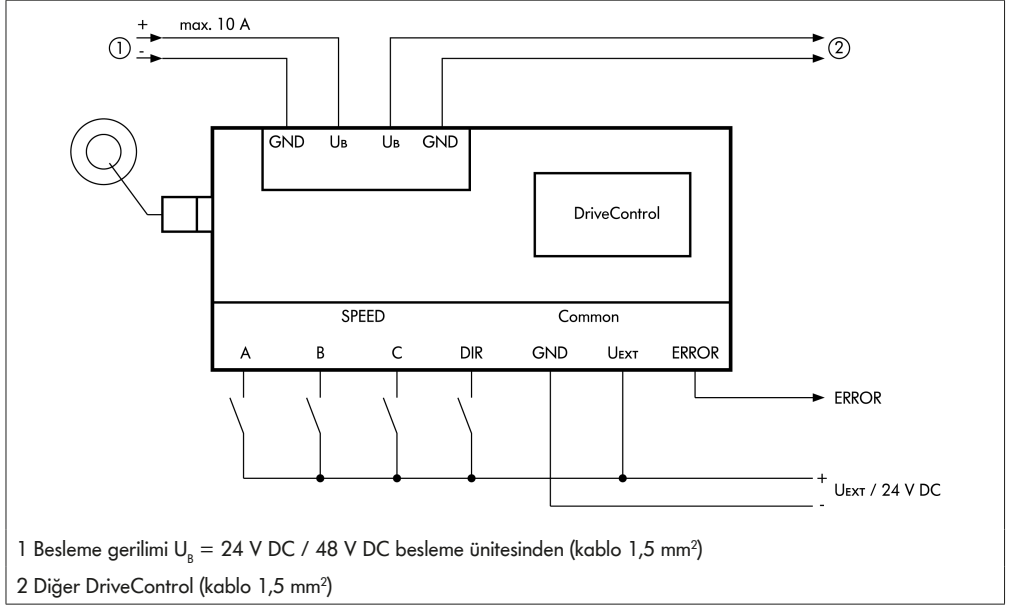 + max. 10 A
1 - 2
GND UB UB GND
DriveControl
SPEED Common
A B C DIR GND UEXT ERROR
ERROR
+
UEXT / 24 V DC
-
1 Besleme gerilimi UB = 24 V DC / 48 V DC besleme ünitesinden (kablo 1,5 mm²)
2 Diğer DriveControl (kablo 1,5 mm²)